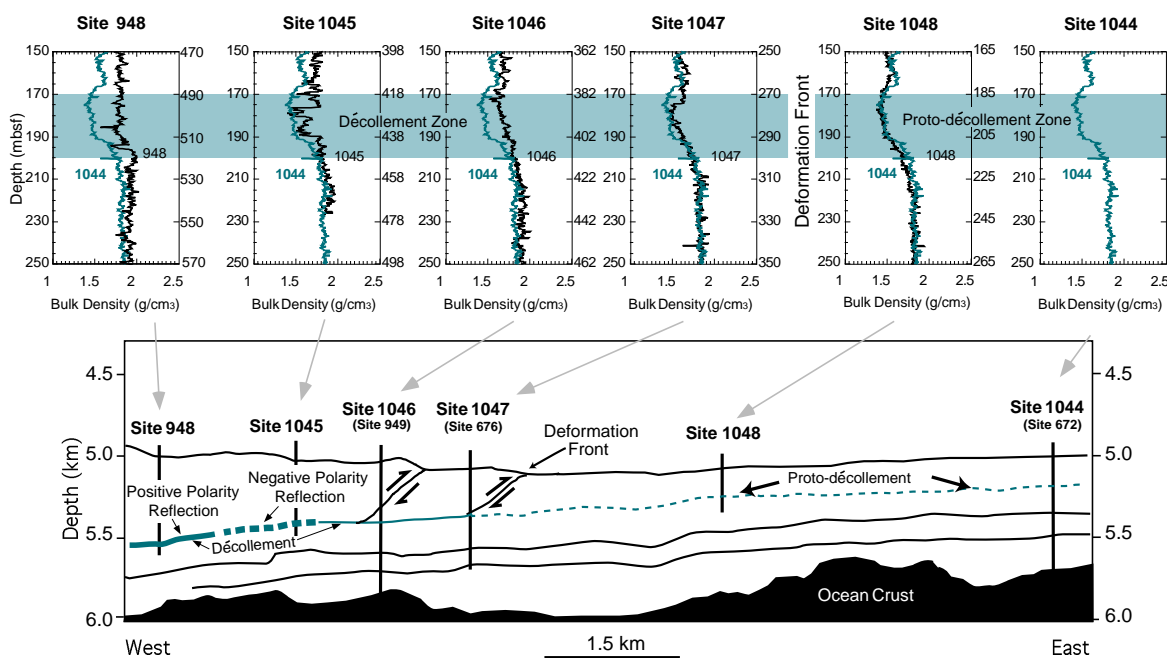 Site 948
Site 1045
Site 1046
Site 1047
Site 1048
Site 1044
Depth (mbsf)
150
170
190
210
230
250
470
490
510
530
550
570
948
1044
1 1.5 2 2.5
Bulk Density (g/cm3)
150
170
190
210
230
250
398
418
438
458
478
498
Décollement Zone
1045
1044
1 1.5 2 2.5
Bulk Density (g/cm3)
150
170
190
210
230
250
362
382
402
422
442
462
1046
1044
1 1.5 2 2.5
Bulk Density (g/cm3)
150
170
190
210
230
250
250
270
290
310
330
350
1047
1044
1 1.5 2 2.5
Bulk Density (g/cm3)
Deformation Front
150
170
190
210
230
250
165
185
205
225
245
265
Proto-décollement Zone
1048
1044
1 1.5 2 2.5
Bulk Density (g/cm3)
150
170
190
210
230
250
1044
1 1.5 2 2.5
Bulk Density (g/cm3)
Depth (km)
4.5
5.0
5.5
6.0
4.5
5.0
5.5
6.0
Site 948
Site 1045
Site 1046
(Site 949)
Site 1047
(Site 676)
Site 1048
Site 1044
(Site 672)
Deformation
Front
Positive Polarity
Reflection
Negative Polarity
Reflection
Décollement
Proto-décollement
Ocean Crust
West
1.5 km
East